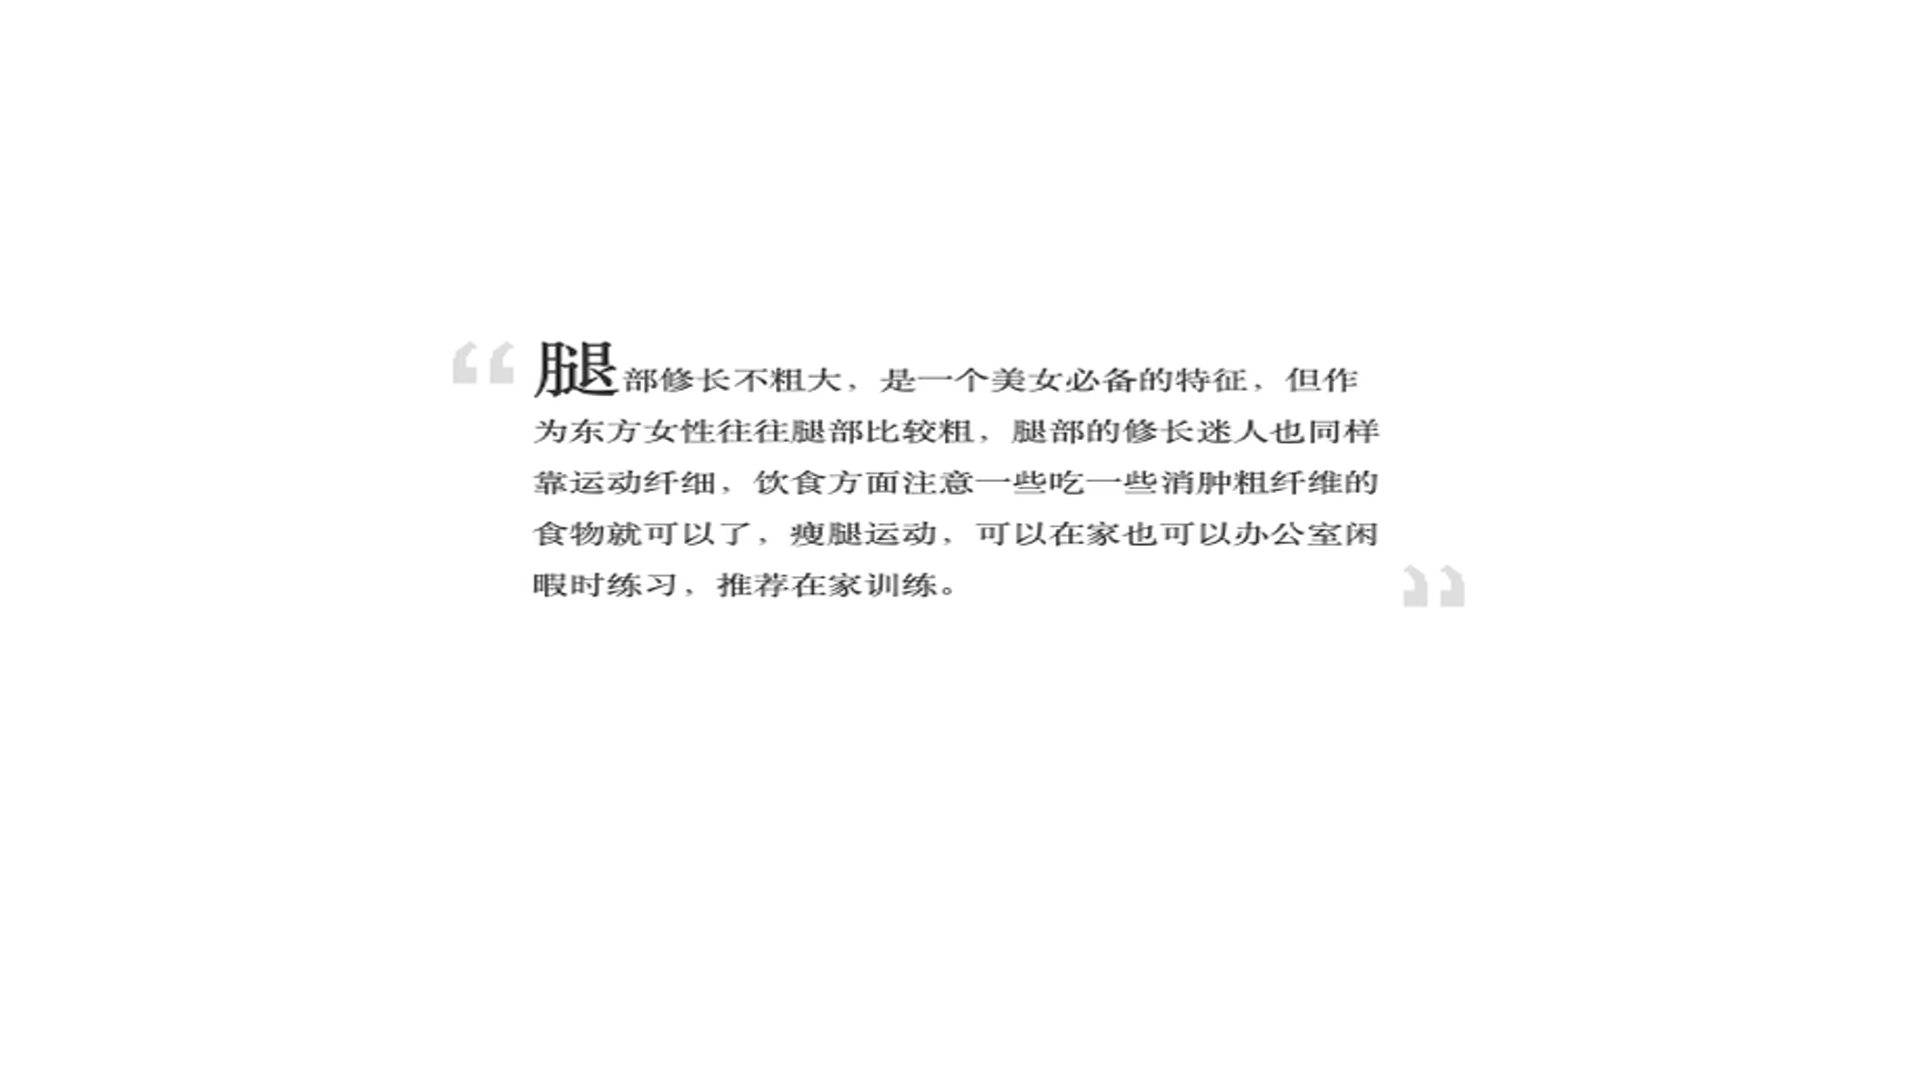 “腿部修长不粗大，是一个美女必备的特征，但作
为东方女性往往腿部比较粗，腿部的修长迷人也同样
靠运动纤细，饮食方面注意一些吃一些消肿粗纤维的
食物就可以了，瘦腿运动，可以在家也可以办公室闲
暇时练习，推荐在家训练。”